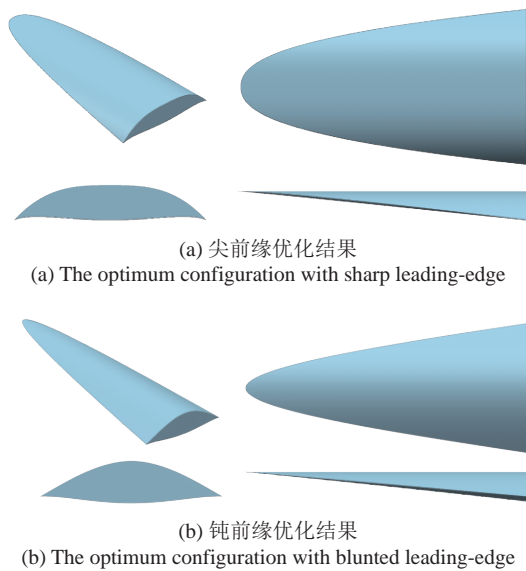 (a) 尖前缘优化结果
(a) The optimum configuration with sharp leading-edge
(b) 钝前缘优化结果
(b) The optimum configuration with blunted leading-edge